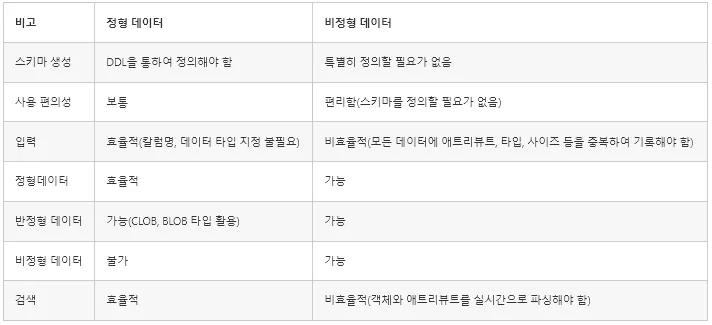 비고 정형 데이터 비정형 데이터
스키마 생성 DDL을 통하여 정의해야 함 특별히 정의할 필요가 없음
사용 편의성 보통 편리함(스키마를 정의할 필요가 없음)
입력 효율적(칼럼명, 데이터 타입 지정 불필요) 비효율적(모든 데이터에 애트리뷰트, 타입, 사이즈 등을 중복하여 기록해야 함)
정형데이터 효율적 가능
반정형 데이터 가능(CLOB, BLOB 타입 활용) 가능
비정형 데이터 불가 가능
검색 효율적 비효율적(객체와 애트리뷰트를 실시간으로 파싱해야 함)